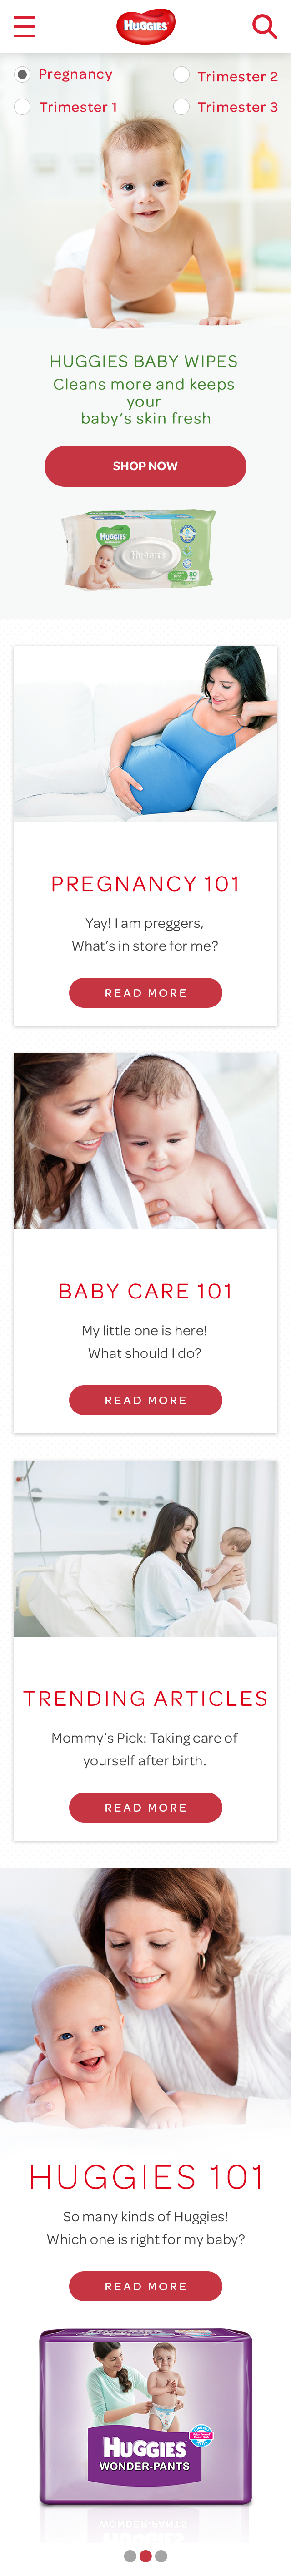 HUGGIES
Pregnancy
Trimester 2
Trimester 1
Trimester 3
HUGGIES BABY WIPES
Cleans more and keeps
your
baby's skin fresh
SHOP NOW
HUGGIES
Huggies
80
PREGNANCY 101
Yay! I am preggers,
What's in store for me?
READ MORE
BABY CARE 101
My little one is here!
What should I do?
READ MORE
TRENDING ARTICLES
Mommy's Pick: Taking care of
yourself after birth.
READ MORE
HUGGIES 101
So many kinds of Huggies!
Which one is right for my baby?
READ MORE
HUGGIES
WONDER-PANTS